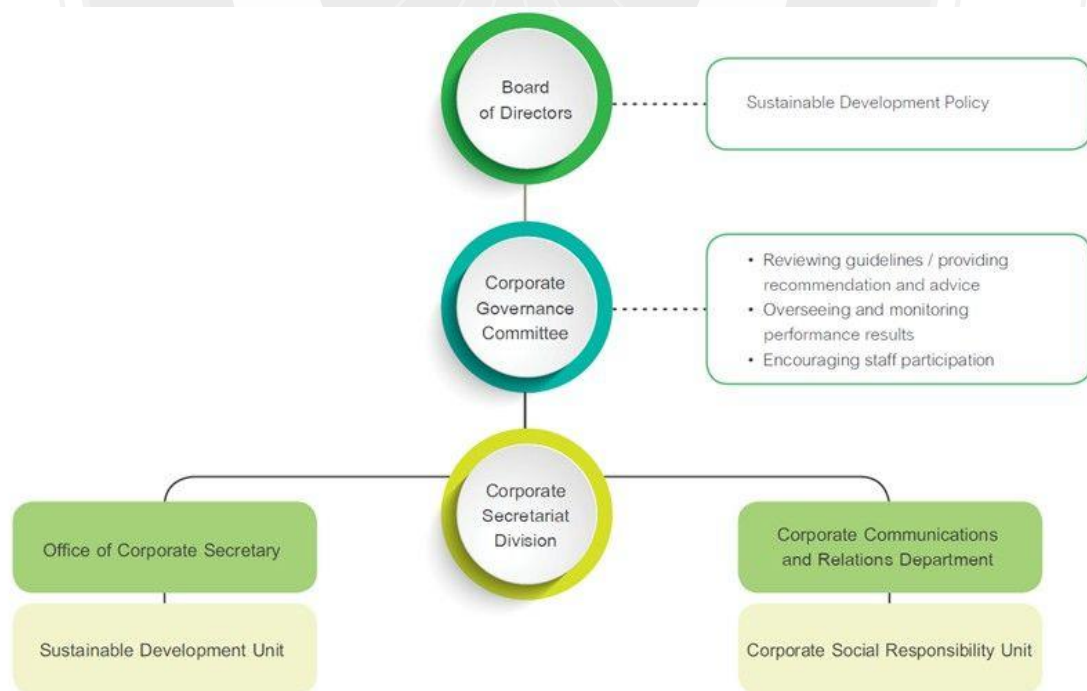 Board
of Directors
Sustainable Development Policy
Corporate
Governance
Committee
• Reviewing guidelines / providing
recommendation and advice
• Overseeing and monitoring
performance results
• Encouraging staff participation
Corporate
Secretariat
Division
Office of Corporate Secretary
Sustainable Development Unit
Corporate Communications
and Relations Department
Corporate Social Responsibility Unit